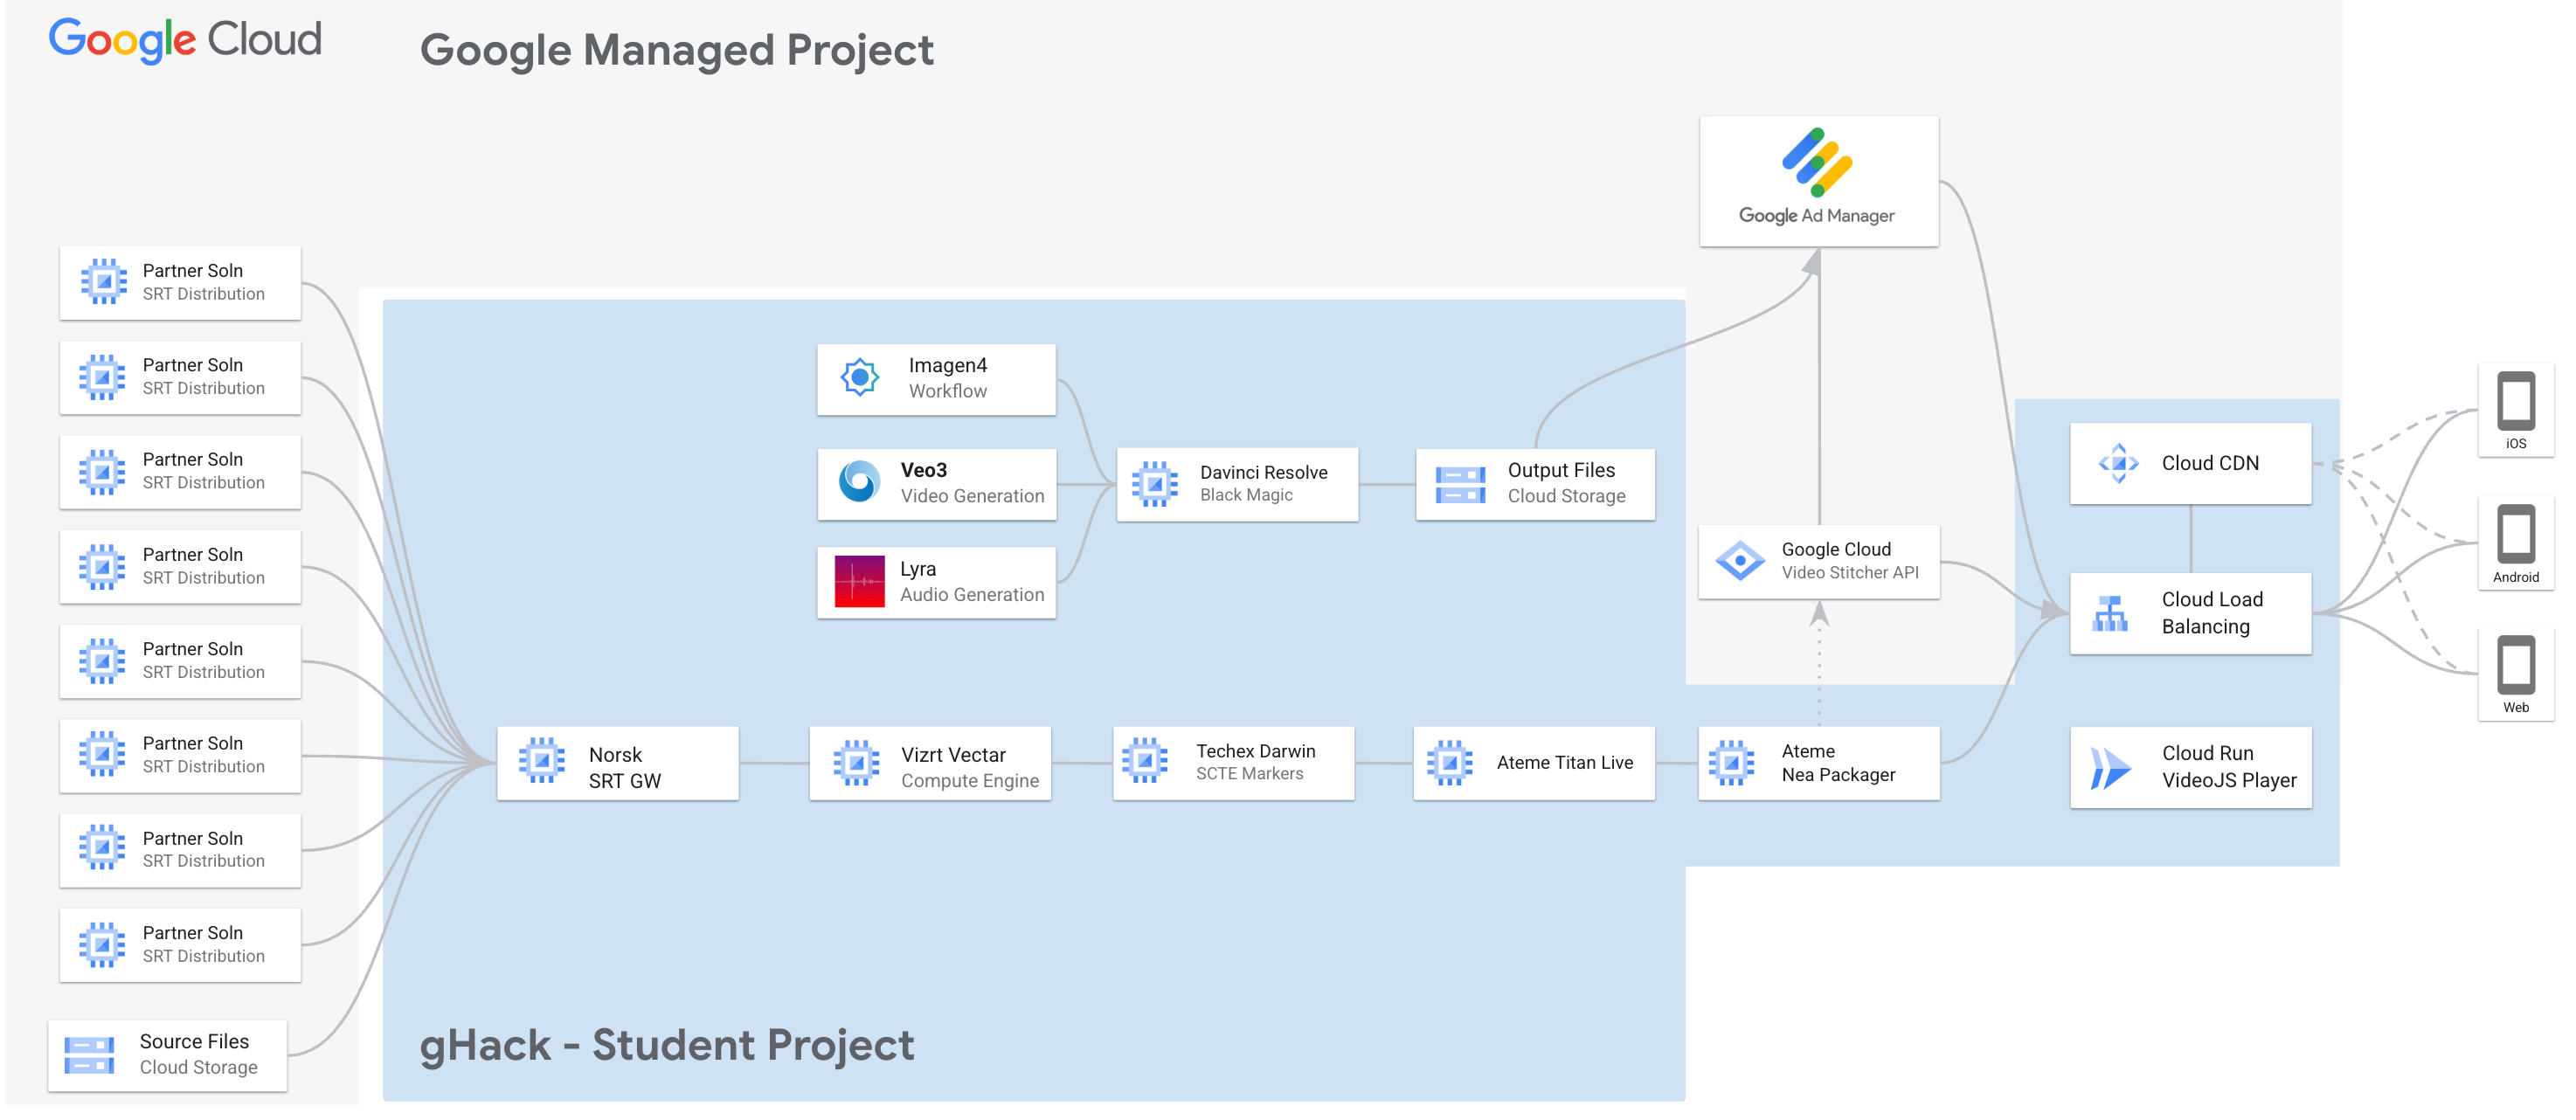 Google Cloud
Google Managed Project
Google Ad Manager
Partner Soln
SRT Distribution
Partner Soln
SRT Distribution
Partner Soln
SRT Distribution
Partner Soln
SRT Distribution
Partner Soln
SRT Distribution
Partner Soln
SRT Distribution
Partner Soln
SRT Distribution
Partner Soln
SRT Distribution
Source Files
Cloud Storage
Imagen4
Workflow
Veo3
Video Generation
Lyra
Audio Generation
Davinci Resolve
Black Magic
Output Files
Cloud Storage
Google Cloud
Video Stitcher API
Norsk
SRT GW
Vizrt Vectar
Compute Engine
Techex Darwin
SCTE Markers
Ateme Titan Live
Ateme
Nea Packager
Cloud CDN
Cloud Load
Balancing
Cloud Run
VideoJS Player
iOS
Android
Web
gHack - Student Project